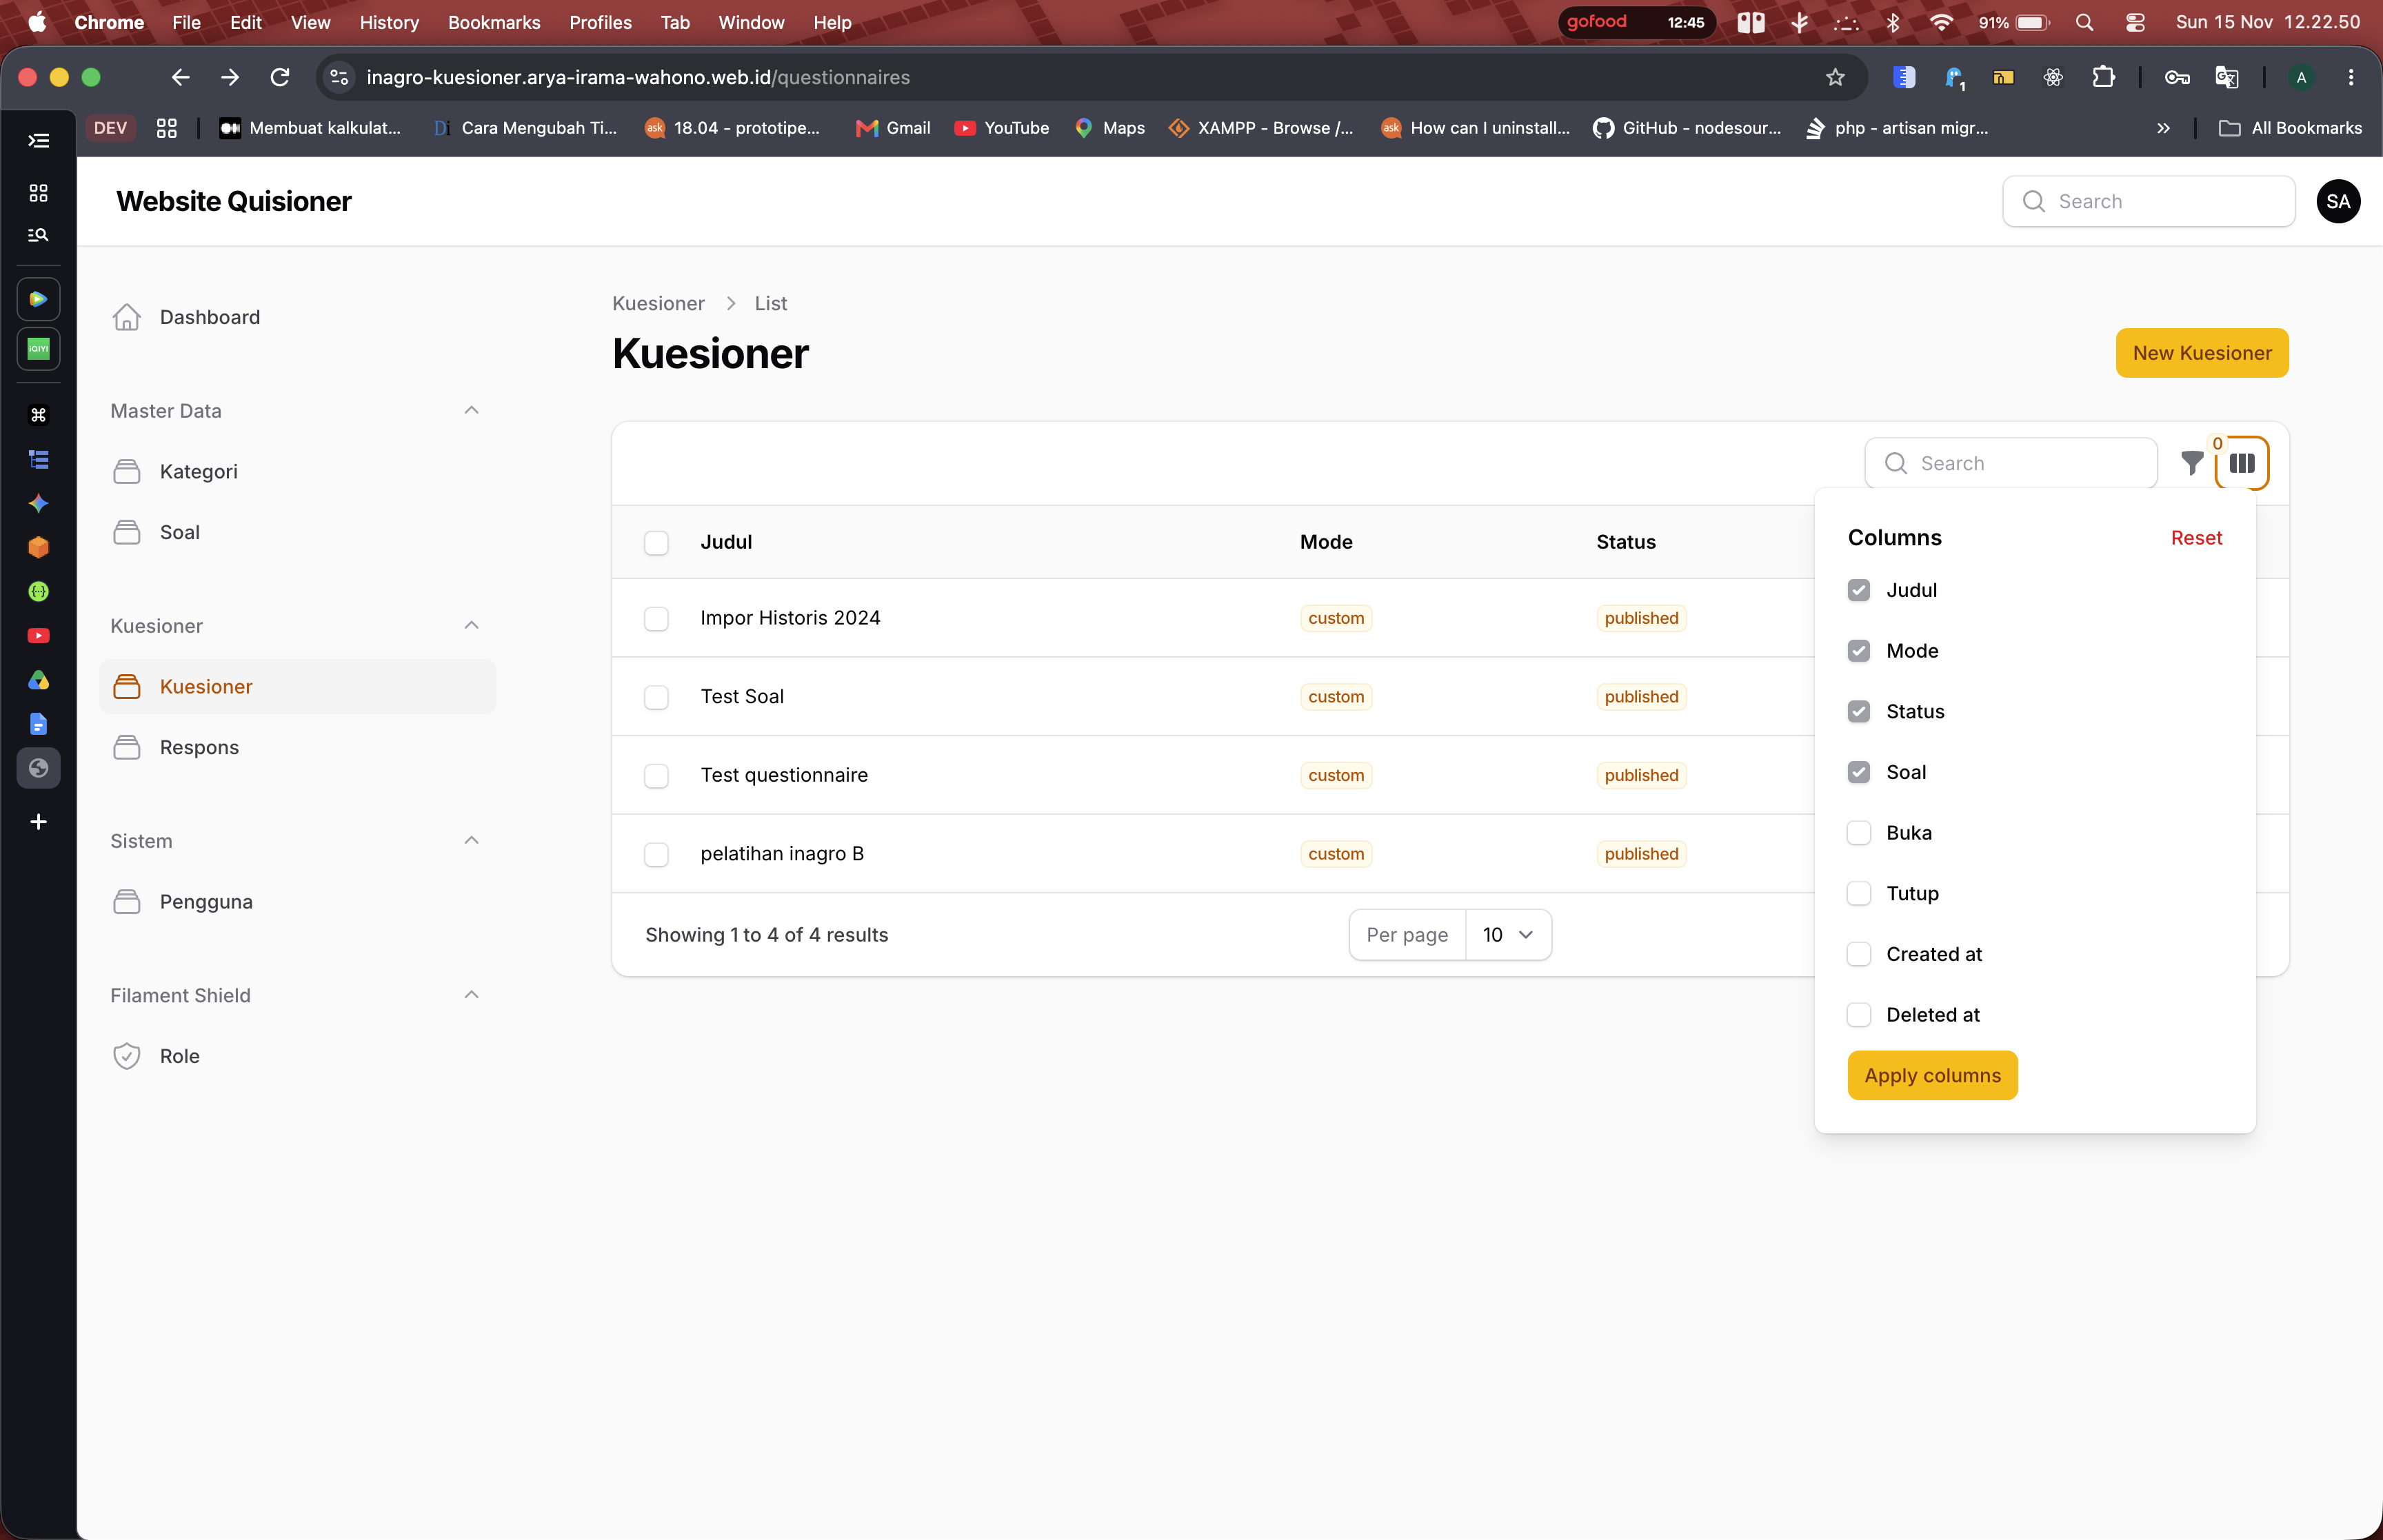 Chrome File Edit View History Bookmarks Profiles Tab Window Help gofood 12:45 91% Sun 15 Nov 12.22.50
inagro-kuesioner.arya-irama-wahono.web.id/questionnaires 1 A
DEV Membuat kalkulat... Di Cara Mengubah Ti... ask 18.04 - prototipe... Gmail YouTube Maps XAMPP - Browse /... ask How can I uninstall... GitHub - nodesour... php - artisan migr... » All Bookmarks
Website Quisioner
Search
SA
iQIYI
Dashboard
Master Data
Kategori
Soal
Kuesioner
Kuesioner
Respons
Sistem
Pengguna
Filament Shield
Role
Kuesioner > List
Kuesioner
New Kuesioner
Search
0
Judul Mode Status
Impor Historis 2024 custom published
Test Soal custom published
Test questionnaire custom published
pelatihan inagro B custom published
Showing 1 to 4 of 4 results
Per page 10
Columns Reset
Judul
Mode
Status
Soal
Buka
Tutup
Created at
Deleted at
Apply columns